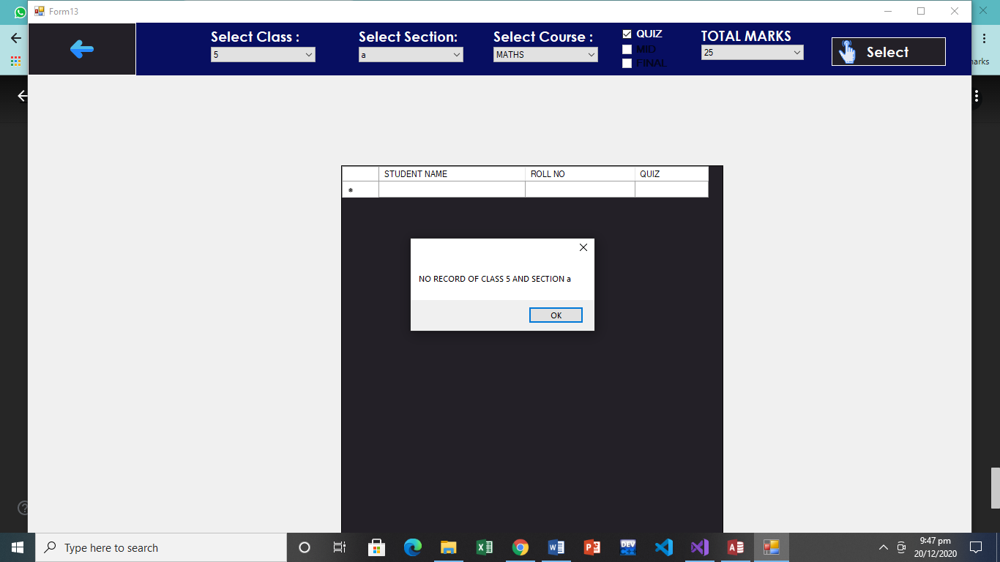 Form13
Select Class :
5
Select Section:
a
Select Course :
MATHS
QUIZ
MID
FINAL
TOTAL MARKS
25
Select
arks
STUDENT NAME ROLL NO QUIZ
NO RECORD OF CLASS 5 AND SECTION a
OK
Type here to search
DEV
9:47 pm
20/12/2020